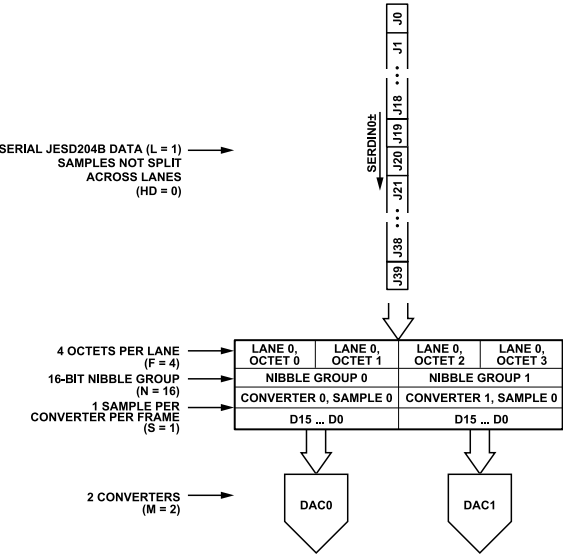 J0
J1
J18
J19
J20
J21
J38
J39
SERDIN0±
SERIAL JESD204B DATA (L = 1)
SAMPLES NOT SPLIT
ACROSS LANES
(HD = 0)
4 OCTETS PER LANE
(F = 4)
16-BIT NIBBLE GROUP
(N = 16)
1 SAMPLE PER
CONVERTER PER FRAME
(S = 1)
LANE 0,
OCTET 0
LANE 0,
OCTET 1
LANE 0,
OCTET 2
LANE 0,
OCTET 3
NIBBLE GROUP 0
NIBBLE GROUP 1
CONVERTER 0, SAMPLE 0
CONVERTER 1, SAMPLE 0
D15 ... D0
D15 ... D0
2 CONVERTERS
(M = 2)
DAC0
DAC1